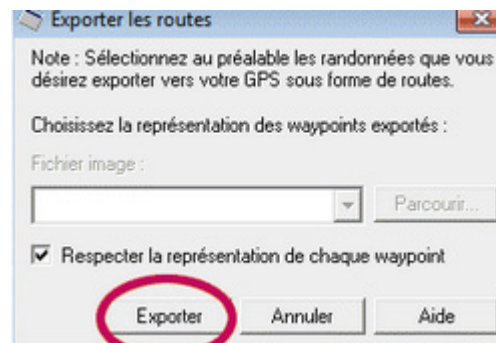 Exporter les routes
Note : Sélectionnez au préalable les randonnées que vous
désirez exporter vers votre GPS sous forme de routes.
Choisissez la représentation des waypoints exportés :
Fichier image :
Parcourir...
Respecter la représentation de chaque waypoint
Exporter Annuler Aide